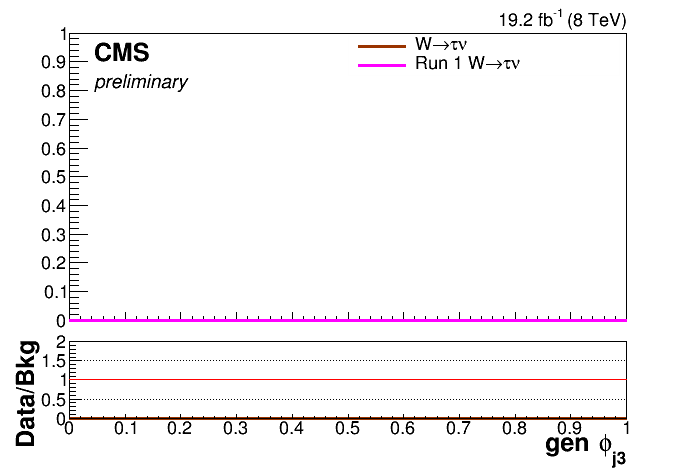 19.2 fb⁻¹ (8 TeV)
CMS
preliminary
W→τν
Run 1 W→τν
1
0.9
0.8
0.7
0.6
0.5
0.4
0.3
0.2
0.1
0
0 0.1 0.2 0.3 0.4 0.5 0.6 0.7 0.8 0.9 1
2
1.5
1
0.5
0
Data/Bkg
gen ϕj3